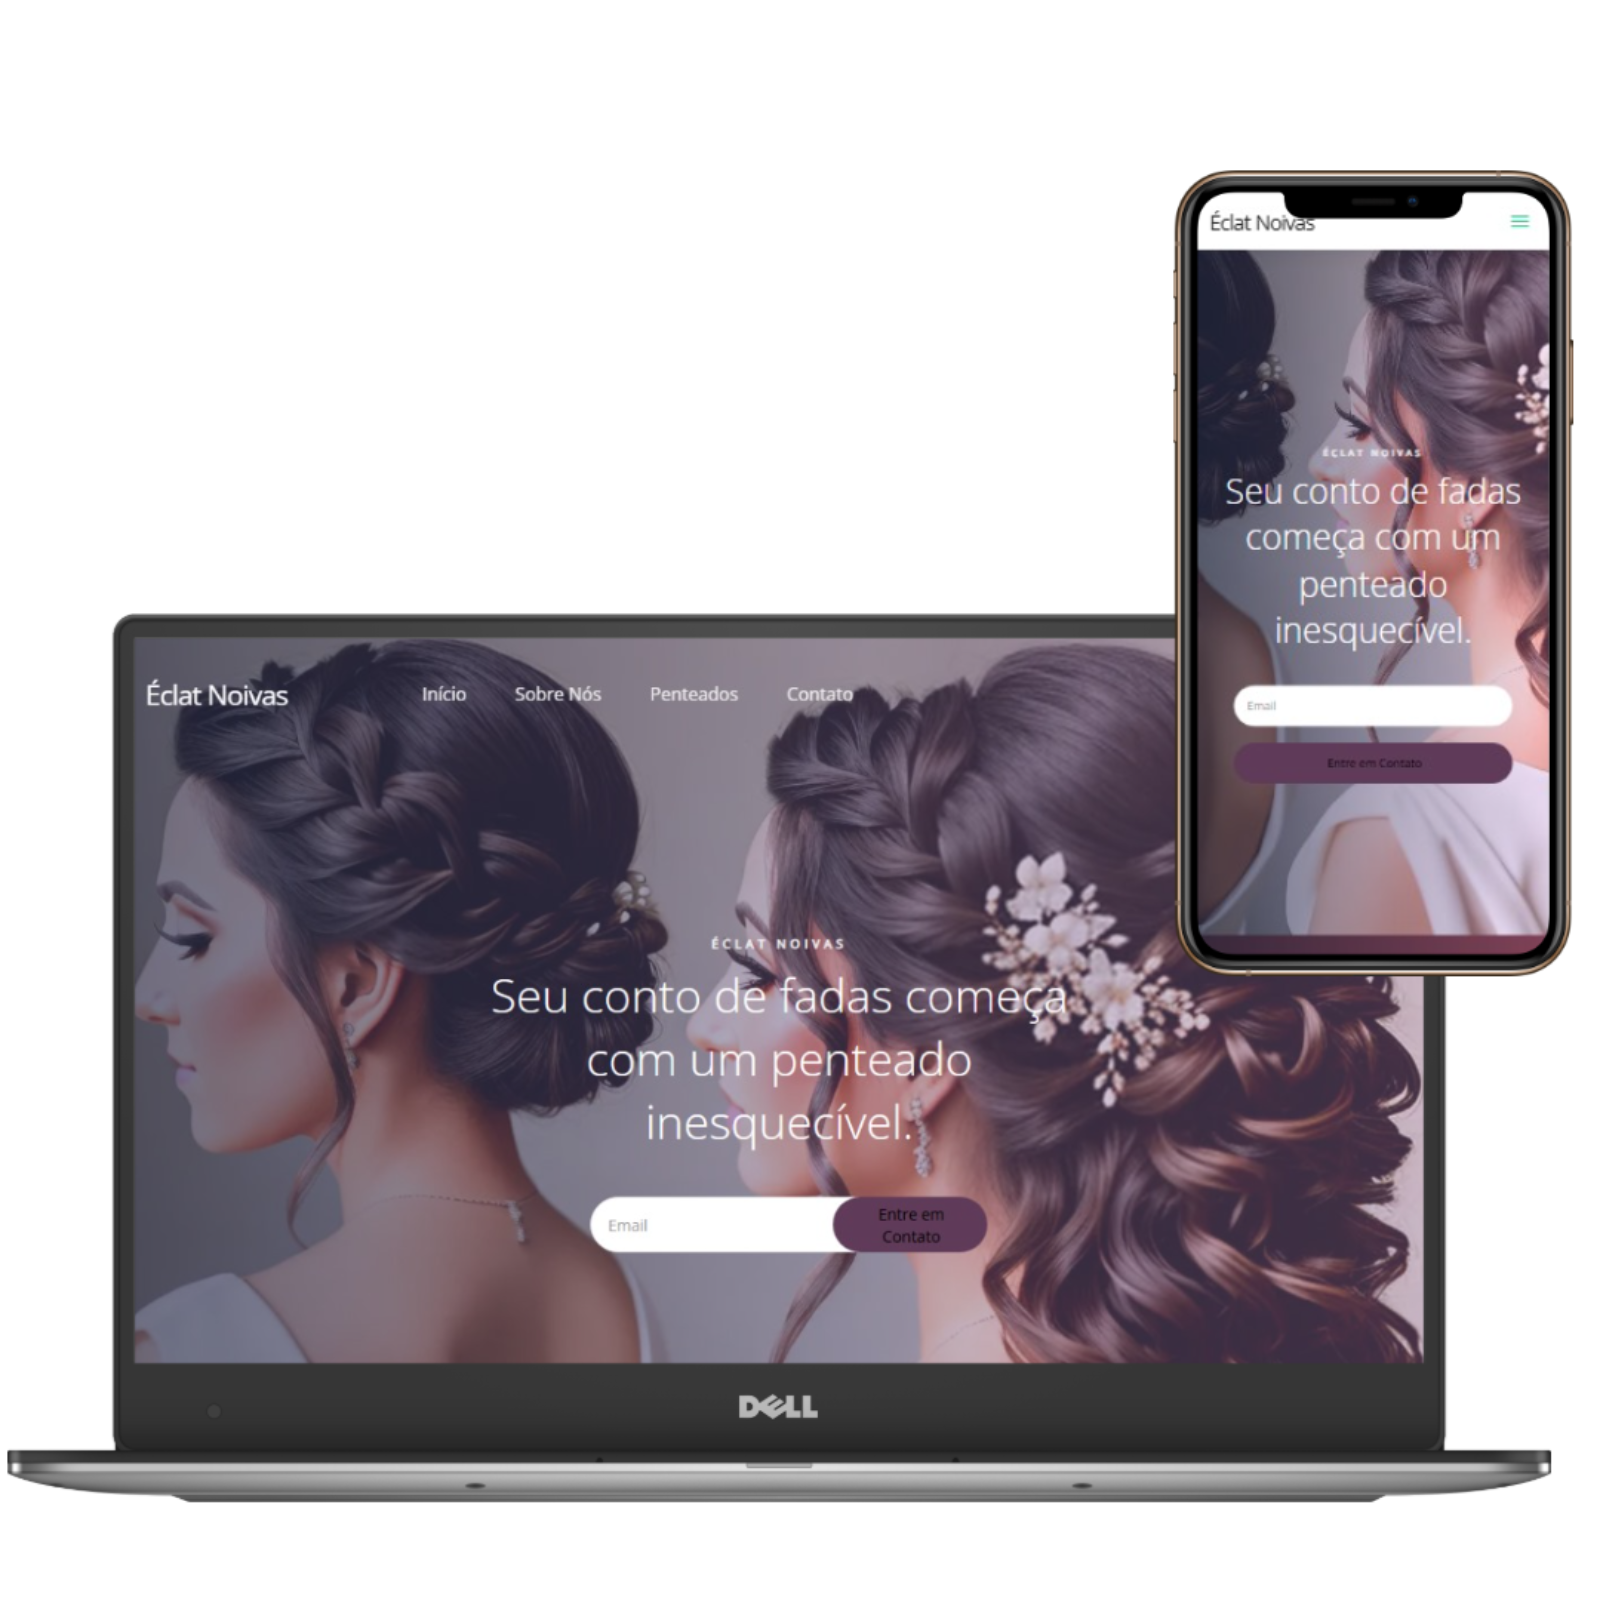 Éclat Noivas
ÉCLAT NOIVAS
Seu conto de fadas
começa com um
penteado
inesquecível.
Email
Entre em Contato
Éclat Noivas Início Sobre Nós Penteados Contato
ÉCLAT NOIVAS
Seu conto de fadas começa
com um penteado
inesquecível.
Email
Entre em
Contato
DELL